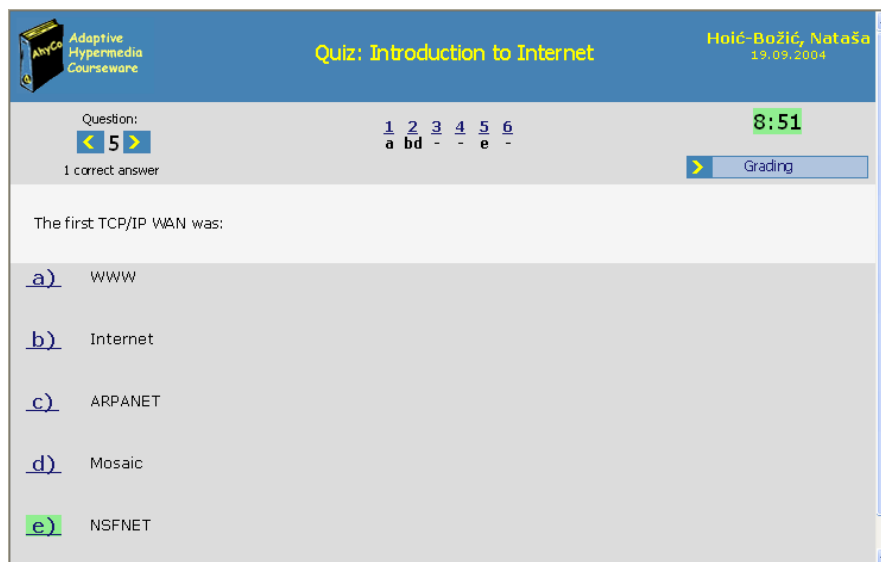 AhyCo
Adaptive
Hypermedia
Courseware
Quiz: Introduction to Internet
Hoić-Božić, Nataša
19.09.2004
Question:
< 5 >
1 correct answer
1 2 3 4 5 6
a bd - - e -
8:51
> Grading
The first TCP/IP WAN was:
a) WWW
b) Internet
c) ARPANET
d) Mosaic
e) NSFNET